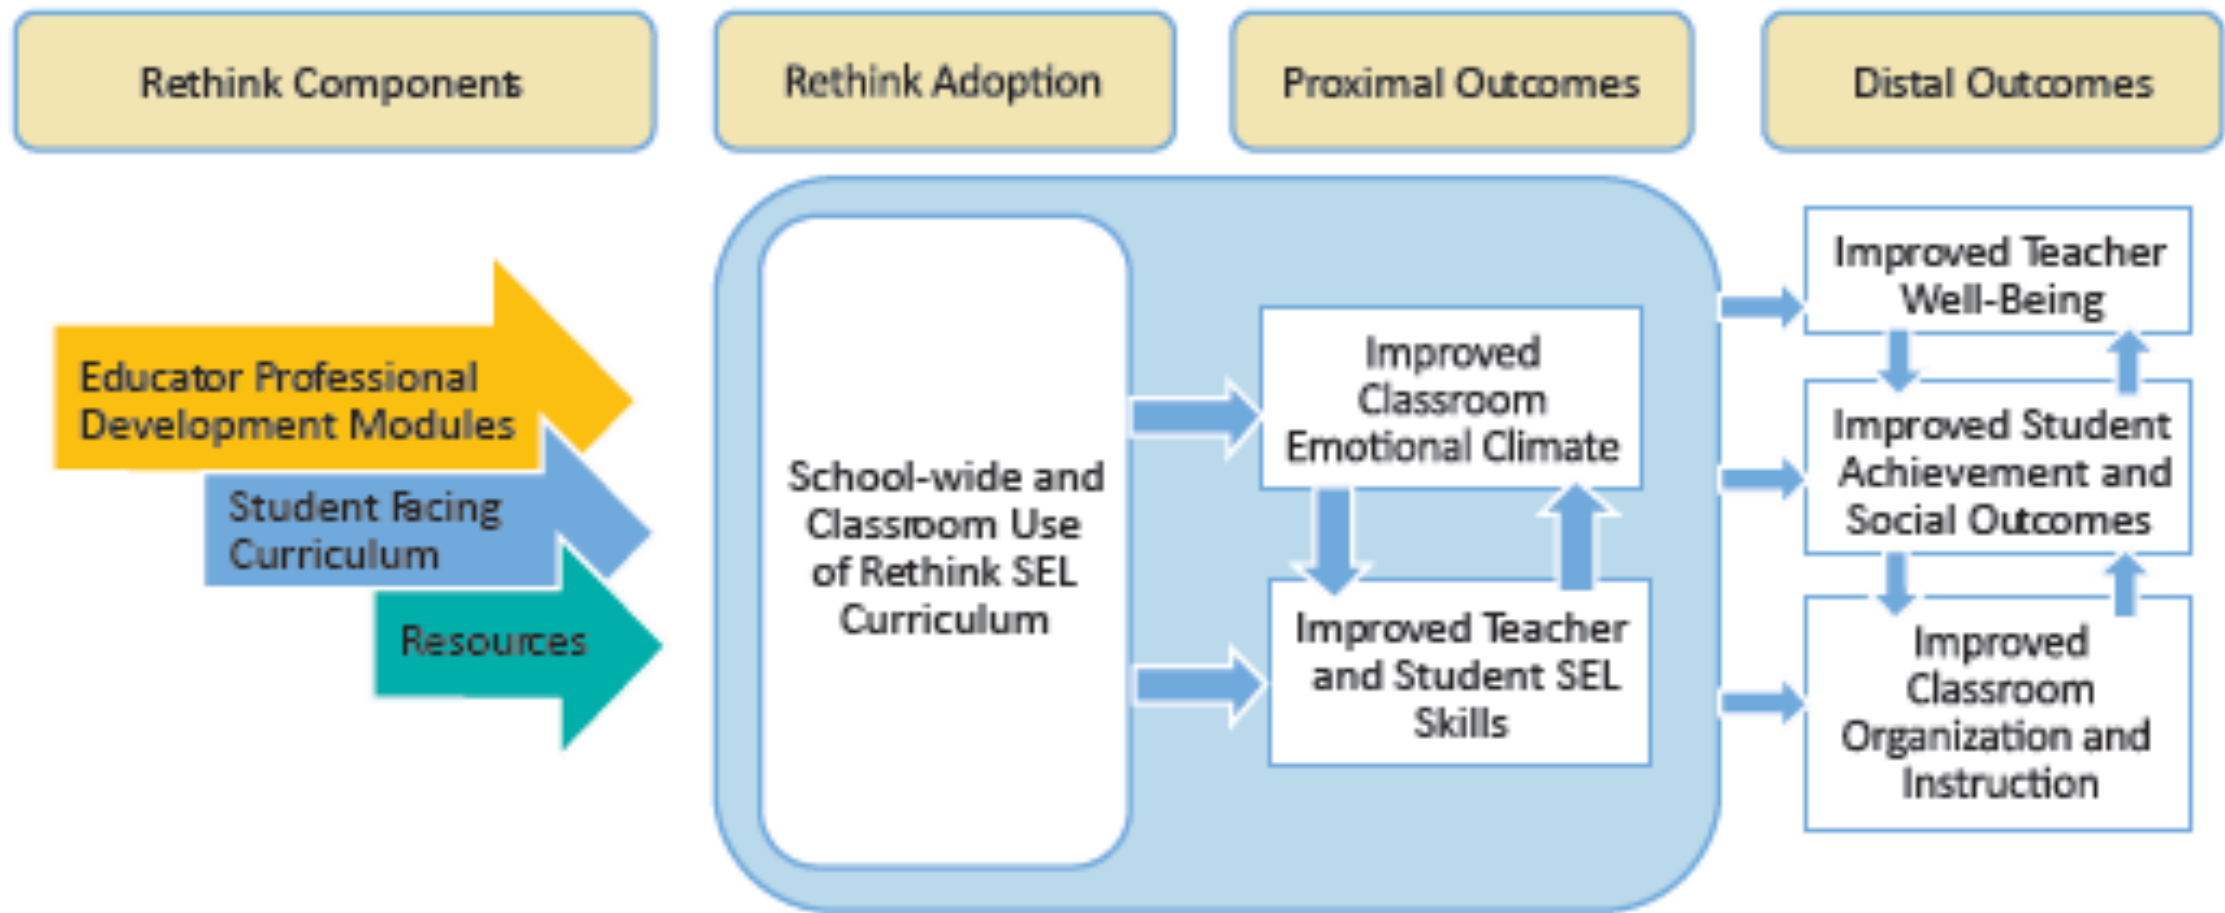 Rethink Components
Rethink Adoption
Proximal Outcomes
Distal Outcomes
Educator Professional
Development Modules
Student Facing
Curriculum
Resources
School-wide and
Classroom Use
of Rethink SEL
Curriculum
Improved
Classroom
Emotional Climate
Improved Teacher
and Student SEL
Skills
Improved Teacher
Well-Being
Improved Student
Achievement and
Social Outcomes
Improved
Classroom
Organization and
Instruction